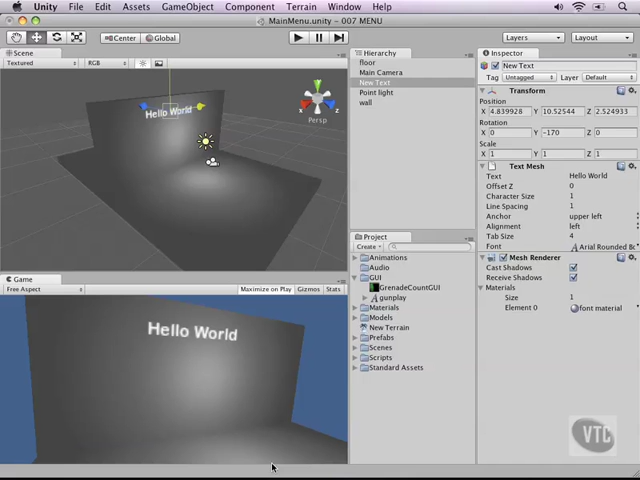 Unity File Edit Assets GameObject Component Terrain Window Help
MainMenu.unity - 007 MENU
Center Global Layers Layout
Scene Hierarchy Inspector
Textured RGB
floor
Main Camera
New Text
Point light
wall
Persp
Hello World
New Text
Tag Untagged Layer Default
Transform
Position
X 4.839928 Y 10.52544 Z 2.524933
Rotation
X 0 Y -170 Z 0
Scale
X 1 Y 1 Z 1
Text Mesh
Text Hello World
Offset Z 0
Character Size 1
Line Spacing 1
Anchor upper left
Alignment left
Tab Size 4
Font Arial Rounded Bo
Mesh Renderer
Cast Shadows
Receive Shadows
Materials
Size 1
Element 0 font material
Project
Create
Animations
Audio
GUI
GrenadeCountGUI
gunplay
Materials
Models
New Terrain
Prefabs
Scenes
Scripts
Standard Assets
Game
Free Aspect Maximize on Play Gizmos Stats
Hello World
VTC